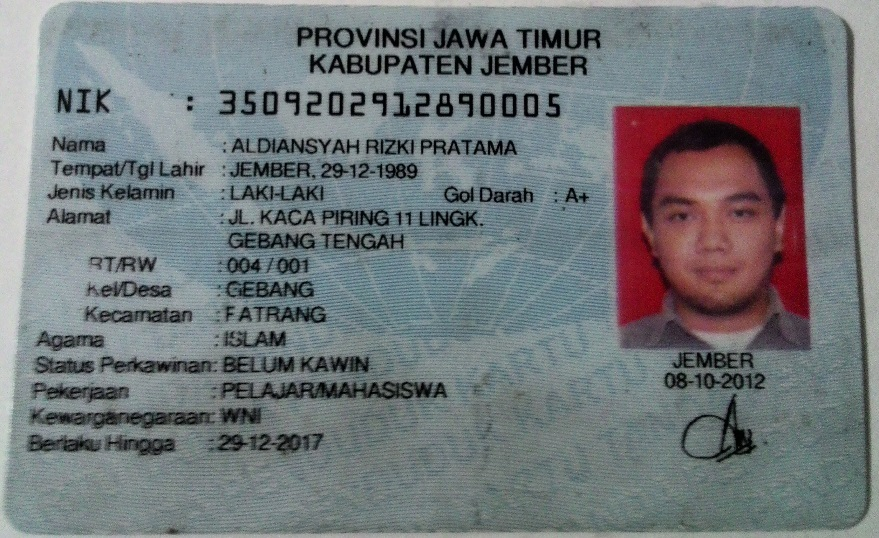 PROVINSI JAWA TIMUR
KABUPATEN JEMBER
NIK : 3509202912890005
Nama : ALDIANSYAH RIZKI PRATAMA
Tempat/Tgl Lahir : JEMBER, 29-12-1989
Jenis Kelamin : LAKI-LAKI Gol Darah : A+
Alamat : JL. KACA PIRING 11 LINGK.
GEBANG TENGAH
RT/RW : 004 / 001
Kel/Desa : GEBANG
Kecamatan : FATRANG
Agama : ISLAM
Status Perkawinan: BELUM KAWIN
Pekerjaan : PELAJAR/MAHASISWA
Kewarganegaraan: WNI
Berlaku Hingga : 29-12-2017
JEMBER
08-10-2012